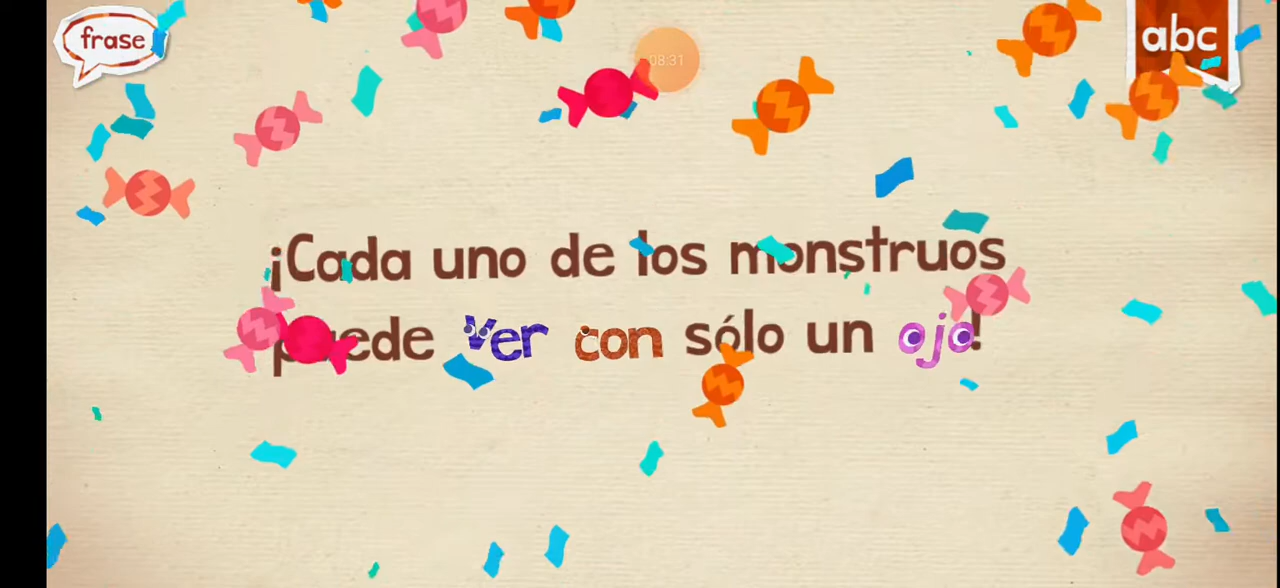 frase
08:31
abc
¡Cada uno de los monstruos
puede ver con sólo un ojo!